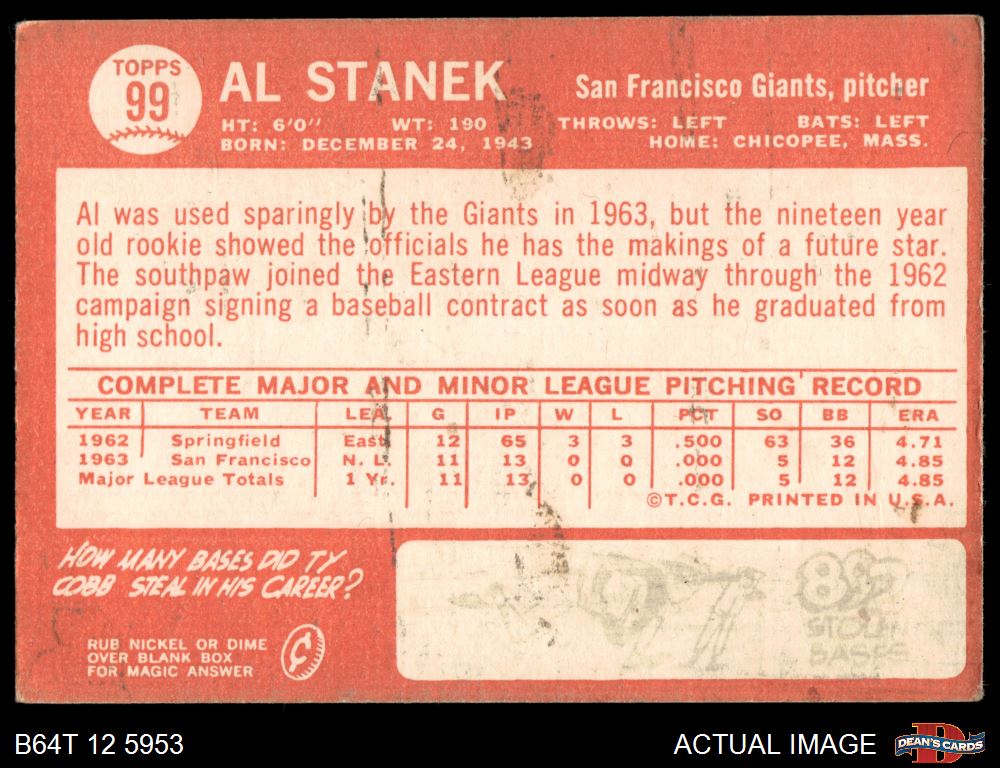 TOPPS
99
AL STANEK
San Francisco Giants, pitcher
HT: 6'0" WT: 190 THROWS: LEFT BATS: LEFT
BORN: DECEMBER 24, 1943 HOME: CHICOPEE, MASS.
Al was used sparingly by the Giants in 1963, but the nineteen year
old rookie showed the officials he has the makings of a future star.
The southpaw joined the Eastern League midway through the 1962
campaign signing a baseball contract as soon as he graduated from
high school.
COMPLETE MAJOR AND MINOR LEAGUE PITCHING RECORD
YEAR TEAM LEA G IP W L PCT SO BB ERA
1962 Springfield East. 12 65 3 3 .500 63 36 4.71
1963 San Francisco N. L. 11 13 0 0 .000 5 12 4.85
Major League Totals 1 Yr. 11 13 0 0 .000 5 12 4.85
©T.C.G. PRINTED IN U.S.A.
HOW MANY BASES DID TY
COBB STEAL IN HIS CAREER?
RUB NICKEL OR DIME
OVER BLANK BOX
FOR MAGIC ANSWER
¢
STOLEN
BASES
B64T 12 5953
ACTUAL IMAGE
D
DEAN'S CARDS